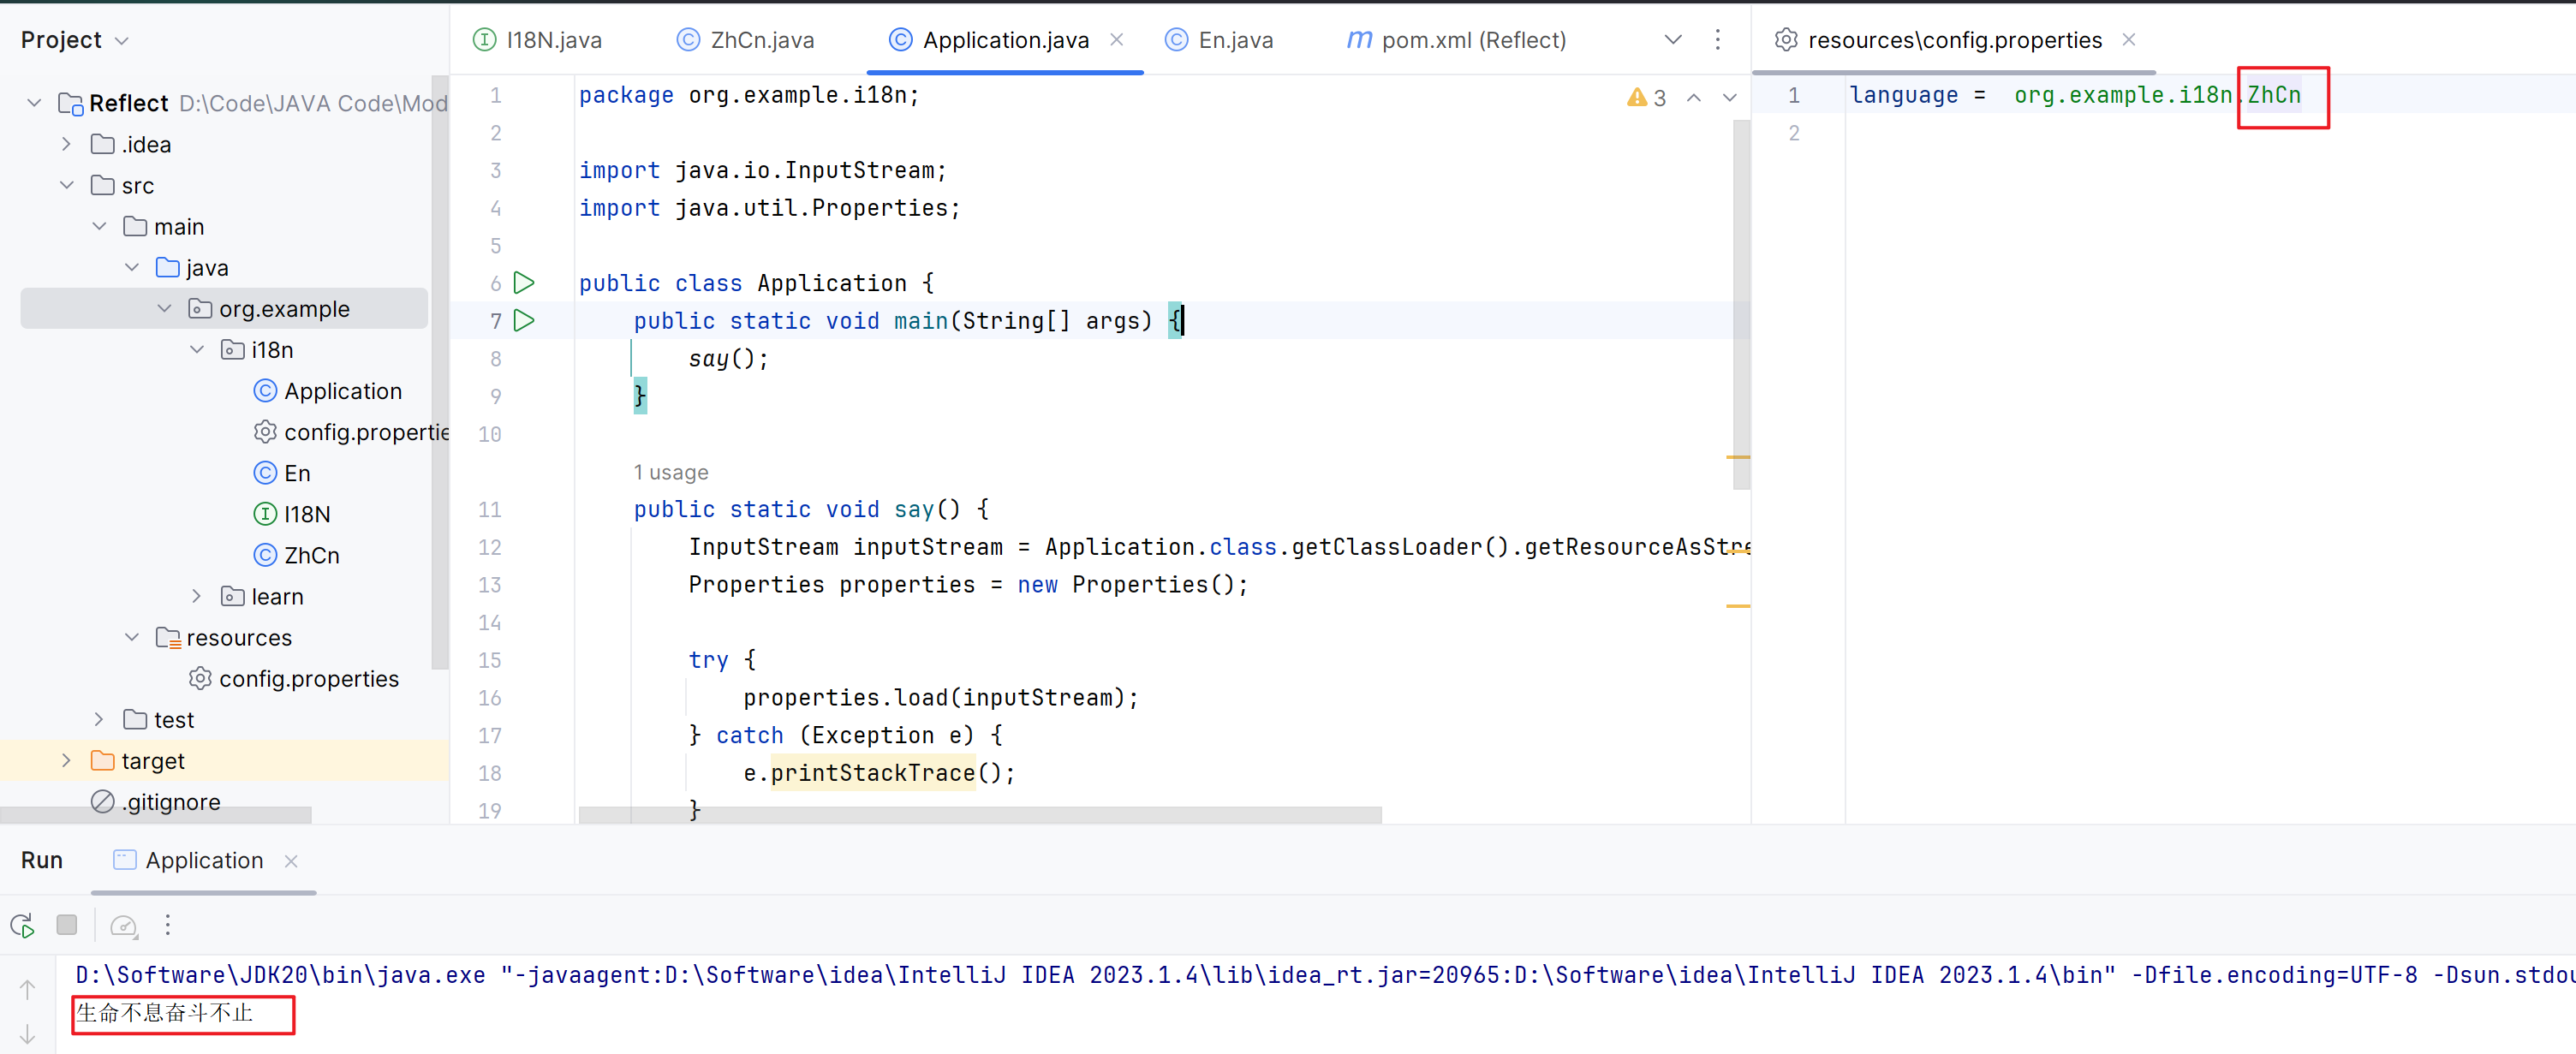 Project
Reflect D:\Code\JAVA Code\Mod
.idea
src
main
java
org.example
i18n
Application
config.propertie
En
I18N
ZhCn
learn
resources
config.properties
test
target
.gitignore
I18N.java ZhCn.java Application.java En.java pom.xml (Reflect)
3
1 package org.example.i18n;
2
3 import java.io.InputStream;
4 import java.util.Properties;
5
6 public class Application {
7 public static void main(String[] args) {
8 say();
9 }
10
1 usage
11 public static void say() {
12 InputStream inputStream = Application.class.getClassLoader().getResourceAsStre
13 Properties properties = new Properties();
14
15 try {
16 properties.load(inputStream);
17 } catch (Exception e) {
18 e.printStackTrace();
19 }
resources\config.properties
1 language = org.example.i18n.ZhCn
2
Run Application
D:\Software\JDK20\bin\java.exe "-javaagent:D:\Software\idea\IntelliJ IDEA 2023.1.4\lib\idea_rt.jar=20965:D:\Software\idea\IntelliJ IDEA 2023.1.4\bin" -Dfile.encoding=UTF-8 -Dsun.stdou
生命不息奋斗不止